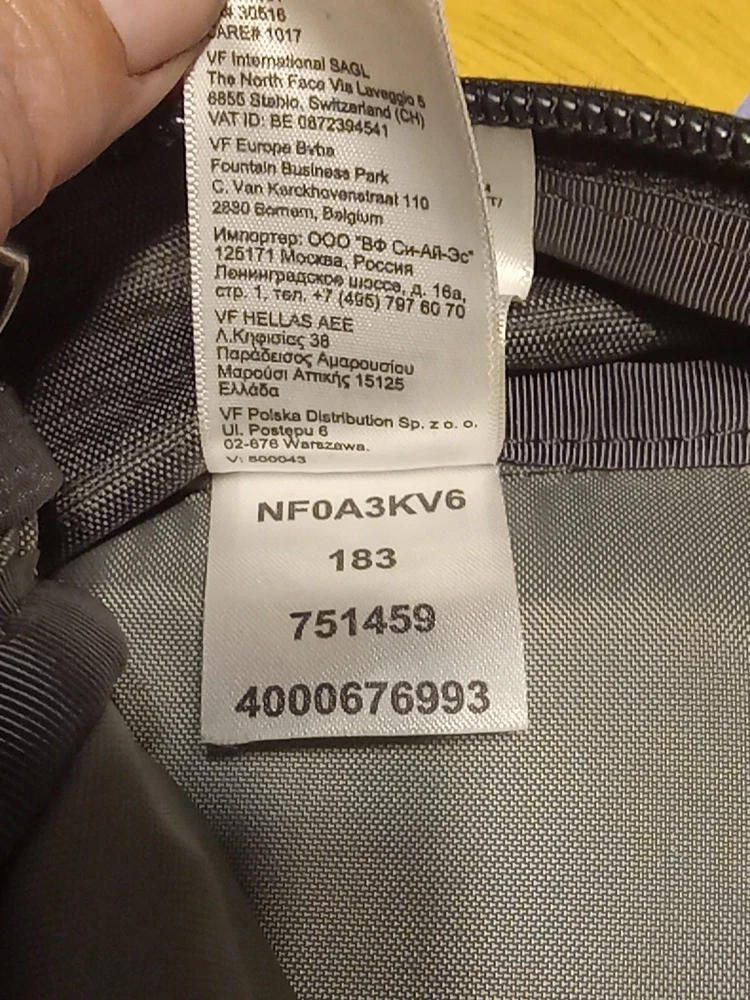 # 30516
CARE# 1017
VF International SAGL
The North Face Via Laveggio 5
6855 Stabio, Switzerland (CH)
VAT ID: BE 0872394541
VF Europe Bvba
Fountain Business Park
C. Van Kerckhovenstraat 110
2880 Bornem, Belgium
Импортер: ООО "ВФ Си-Ай-Эс"
125171 Москва, Россия
Ленинградское шоссе, д. 16а,
стр. 1, тел. +7 (495) 797 60 70
VF HELLAS AEE
Λ.Κηφισίας 38
Παράδεισος Αμαρουσίου
Μαρούσι Αττικής 15125
Ελλάδα
VF Polska Distribution Sp. z o. o.
Ul. Postępu 6
02-676 Warszawa.
V: 500043
NF0A3KV6
183
751459
4000676993